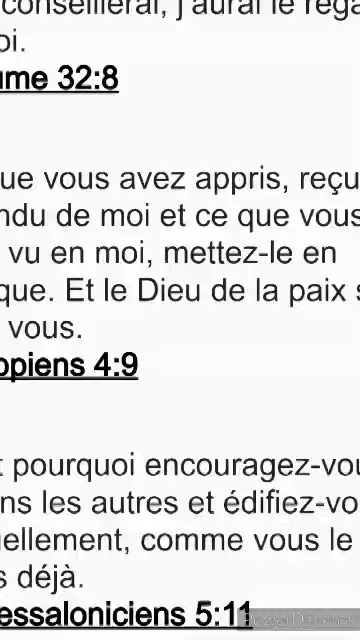 conseillerai, j'aurai le rega
oi.
ume 32:8
ue vous avez appris, reçu
ndu de moi et ce que vous
vu en moi, mettez-le en
que. Et le Dieu de la paix s
vous.
ppiens 4:9
t pourquoi encouragez-vou
ns les autres et édifiez-vo
uellement, comme vous le
s déjà.
essaloniciens 5:11